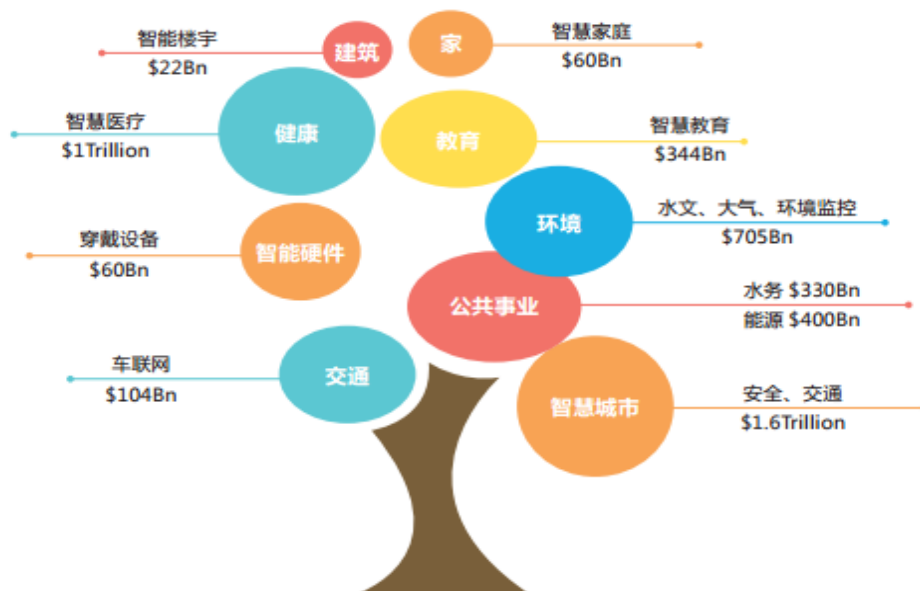 智能楼宇
$22Bn
建筑
家
智慧家庭
$60Bn
智慧医疗
$1Trillion
健康
教育
智慧教育
$344Bn
环境
水文、大气、环境监控
$705Bn
穿戴设备
$60Bn
智能硬件
公共事业
水务 $330Bn
能源 $400Bn
车联网
$104Bn
交通
智慧城市
安全、交通
$1.6Trillion